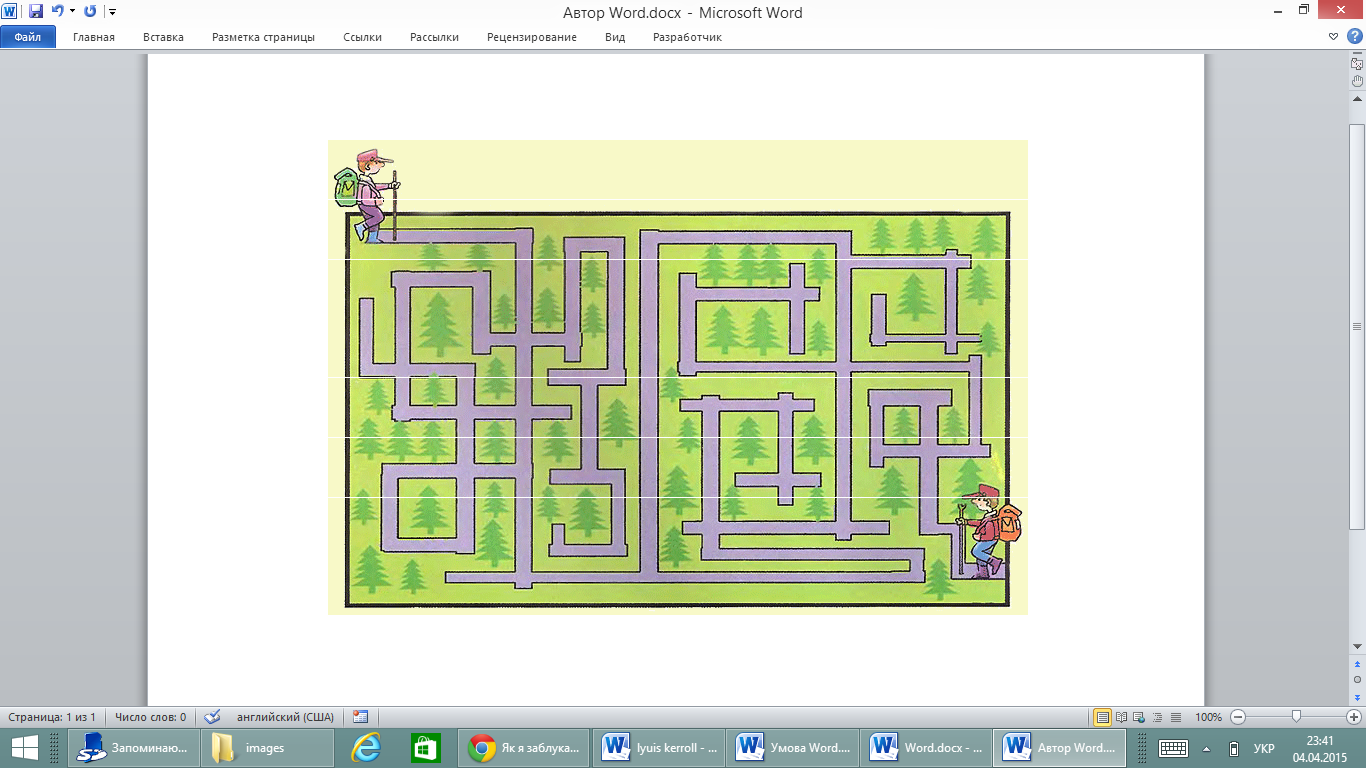 Автор Word.docx - Microsoft Word
Файл Главная Вставка Разметка страницы Ссылки Рассылки Рецензирование Вид Разработчик
Страница: 1 из 1 Число слов: 0 английский (США) 100%
Запоминаю... images Як я заблука... lyuis kerroll - ... Умова Word.... Word.docx - ... Автор Word.... УКР 23:41
04.04.2015